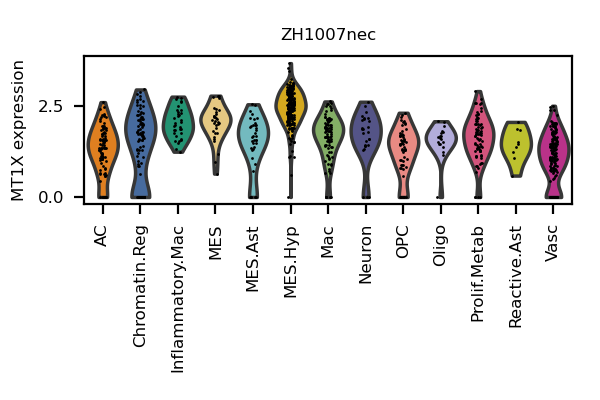 ZH1007nec
MT1X expression
2.5
0.0
AC
Chromatin.Reg
Inflammatory.Mac
MES
MES.Ast
MES.Hyp
Mac
Neuron
OPC
Oligo
Prolif.Metab
Reactive.Ast
Vasc